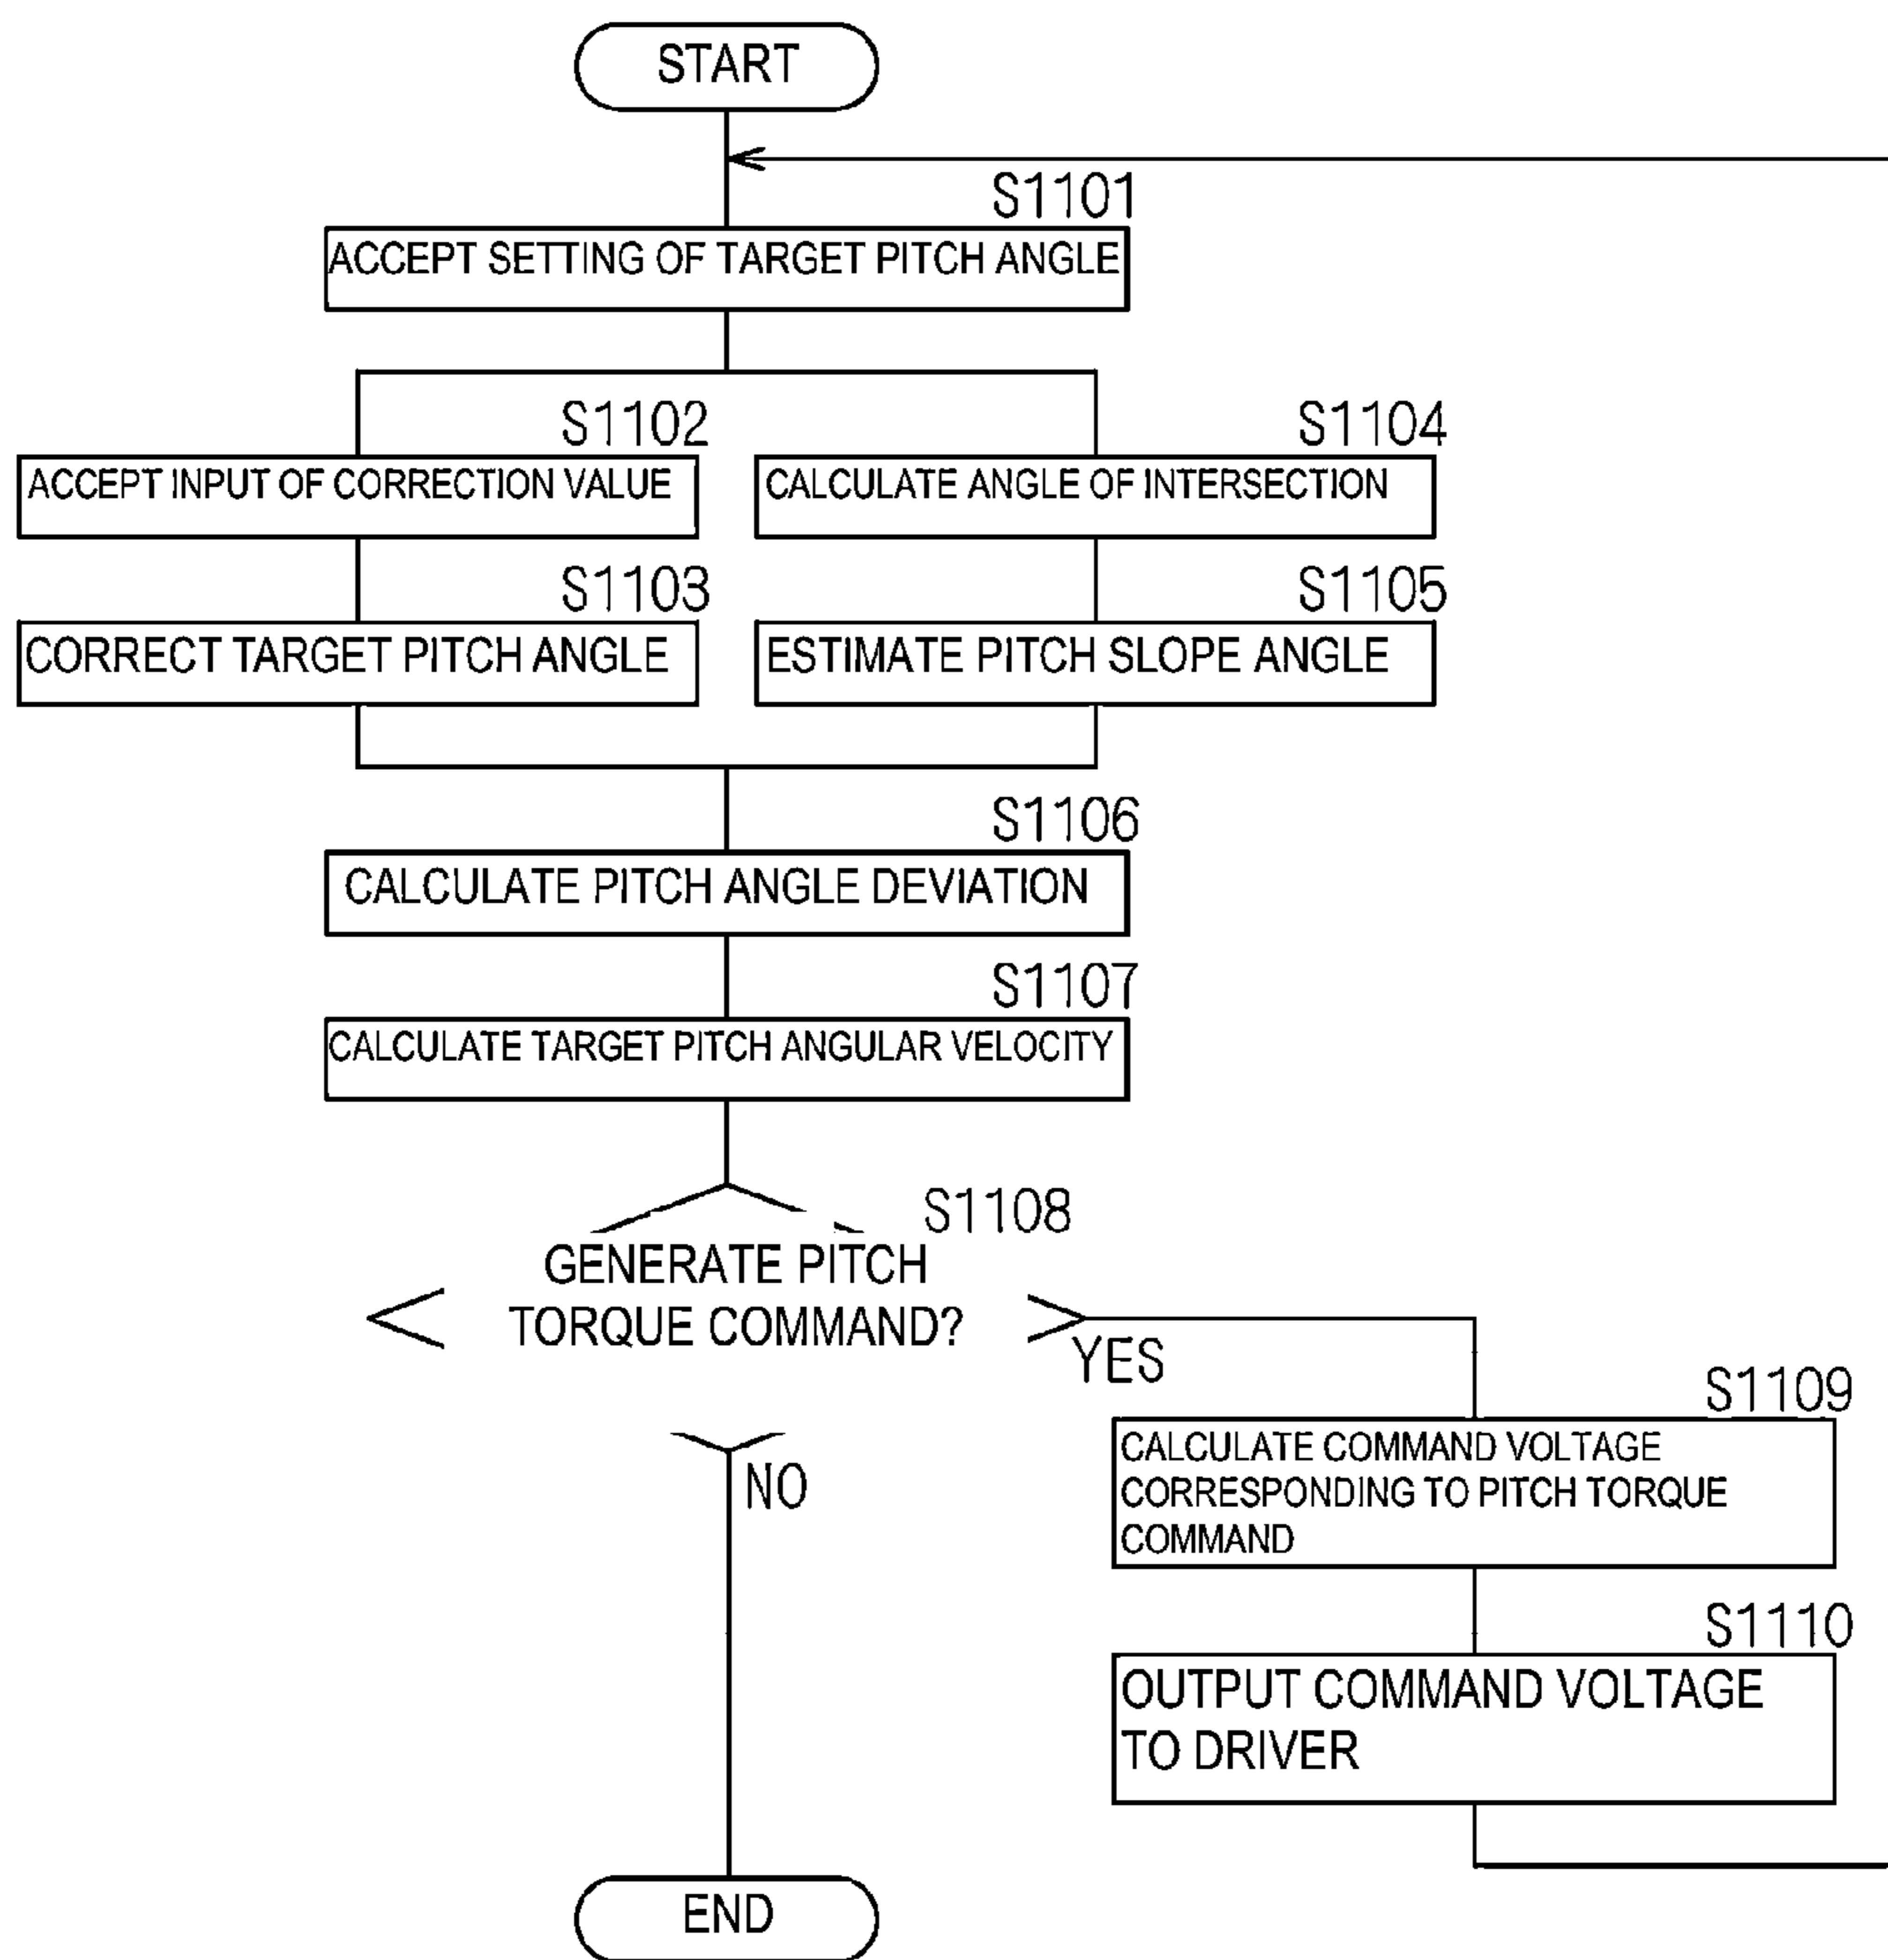 START
S1101
ACCEPT SETTING OF TARGET PITCH ANGLE
S1102
ACCEPT INPUT OF CORRECTION VALUE
S1103
CORRECT TARGET PITCH ANGLE
S1104
CALCULATE ANGLE OF INTERSECTION
S1105
ESTIMATE PITCH SLOPE ANGLE
S1106
CALCULATE PITCH ANGLE DEVIATION
S1107
CALCULATE TARGET PITCH ANGULAR VELOCITY
S1108
GENERATE PITCH
TORQUE COMMAND?
YES
NO
S1109
CALCULATE COMMAND VOLTAGE
CORRESPONDING TO PITCH TORQUE
COMMAND
S1110
OUTPUT COMMAND VOLTAGE
TO DRIVER
END